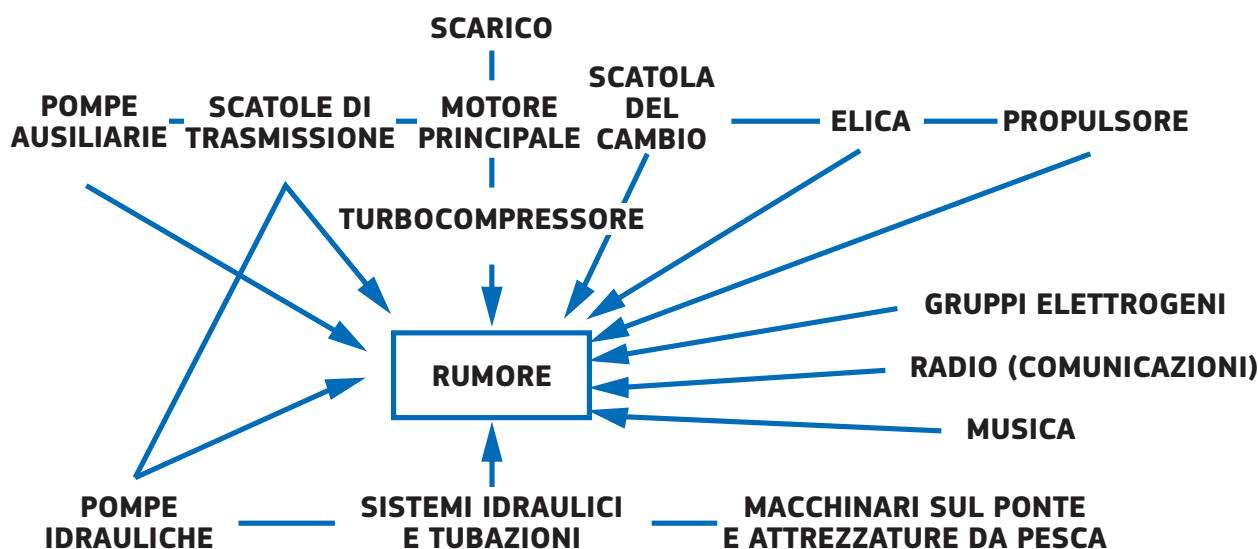 SCARICO
POMPE
AUSILIARIE
SCATOLE DI
TRASMISSIONE
MOTORE
PRINCIPALE
SCATOLA
DEL
CAMBIO
ELICA
PROPULSORE
TURBOCOMPRESSORE
GRUPPI ELETTROGENI
RUMORE
RADIO (COMUNICAZIONI)
MUSICA
POMPE
IDRAULICHE
SISTEMI IDRAULICI
E TUBAZIONI
MACCHINARI SUL PONTE
E ATTREZZATURE DA PESCA